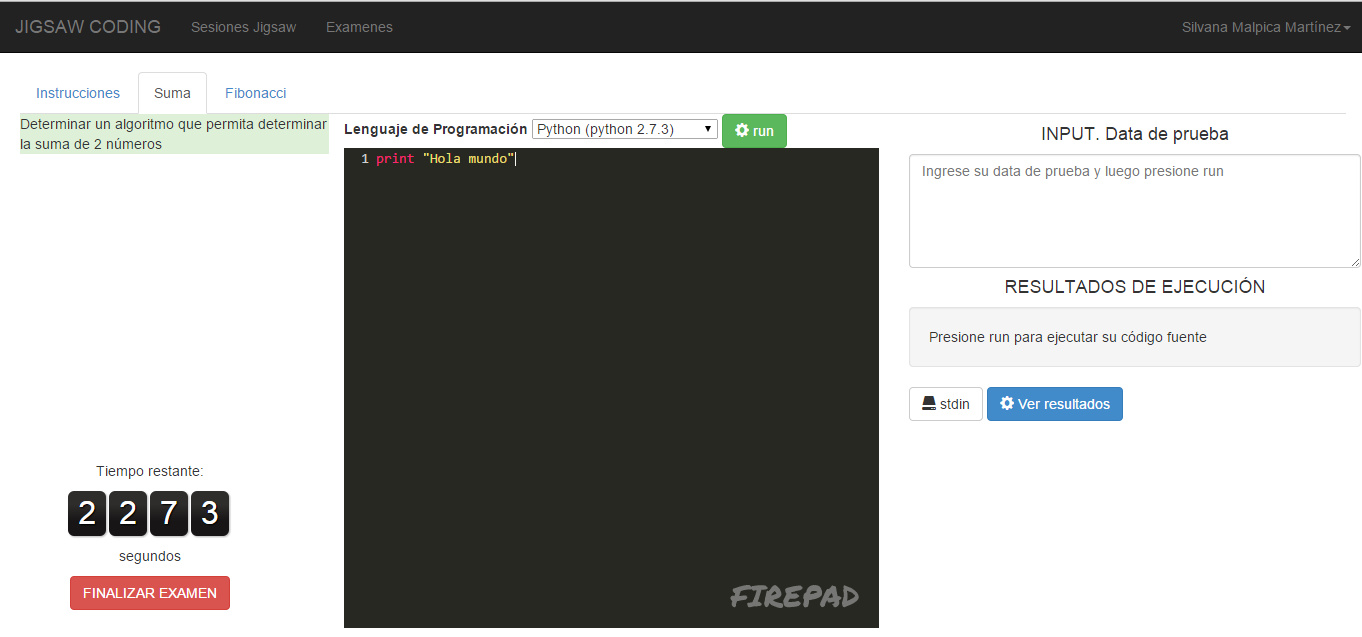 JIGSAW CODING Sesiones Jigsaw Examenes Silvana Malpica Martínez
Instrucciones Suma Fibonacci
Determinar un algoritmo que permita determinar
la suma de 2 números
Tiempo restante:
2 2 7 3
segundos
FINALIZAR EXAMEN
Lenguaje de Programación Python (python 2.7.3) run
1 print "Hola mundo"
FIREPAD
INPUT. Data de prueba
Ingrese su data de prueba y luego presione run
RESULTADOS DE EJECUCIÓN
Presione run para ejecutar su código fuente
stdin Ver resultados